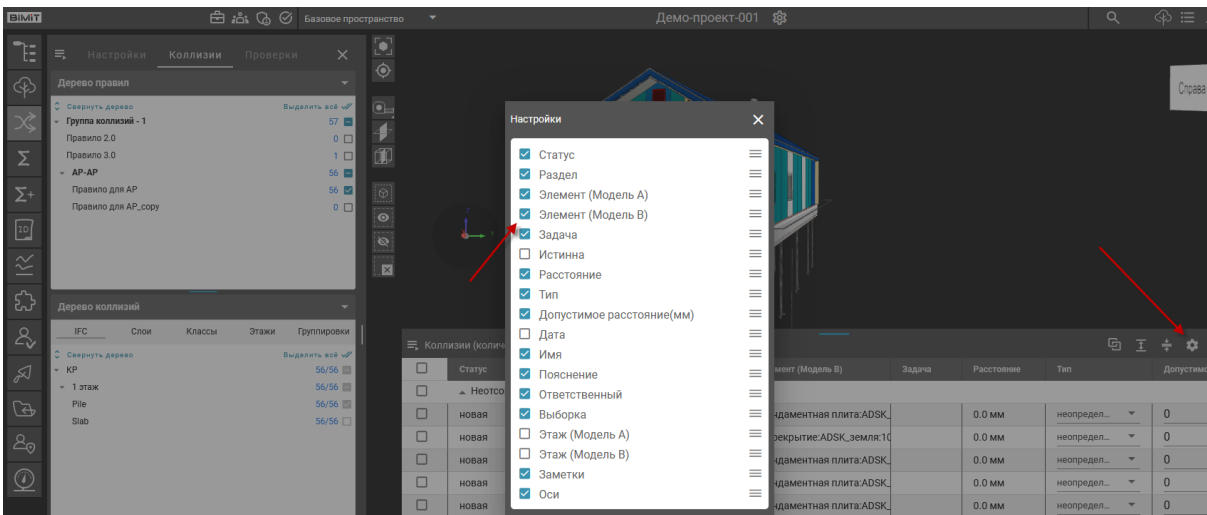 BIMiT
Базовое пространство
Демо-проект-001
Настройки Коллизии Проверки
Дерево правил
Свернуть дерево Выделить всё
Группа коллизий - 1 57
Правило 2.0 0
Правило 3.0 1
АР-АР 56
Правило для АР 56
Правило для АР_copy 0
Дерево коллизий
IFC Слои Классы Этажи Группировки
Свернуть дерево Выделить всё
КР 56/56
1 этаж 56/56
Pile 56/56
Slab 56/56
Справа
Z
Настройки
Статус
Раздел
Элемент (Модель A)
Элемент (Модель B)
Задача
Истинна
Расстояние
Тип
Допустимое расстояние(мм)
Дата
Имя
Пояснение
Ответственный
Выборка
Этаж (Модель A)
Этаж (Модель B)
Заметки
Оси
Коллизии (колич
Статус мент (Модель B) Задача Расстояние Тип Допустимо
Неотсо
новая ндаментная плита:ADSK_ 0.0 мм неопредел... 0
новая рекрытие:ADSK_земля:10 0.0 мм неопредел... 0
новая ндаментная плита:ADSK_ 0.0 мм неопредел... 0
новая ндаментная плита:ADSK_ 0.0 мм неопредел... 0
новая ндаментная плита:ADSK_ 0.0 мм неопредел... 0